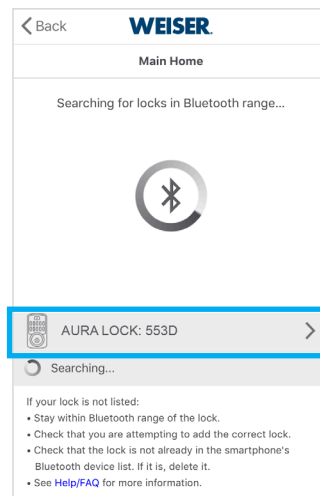 Back
WEISER.
Main Home
Searching for locks in Bluetooth range...
AURA LOCK: 553D
Searching...
If your lock is not listed:
• Stay within Bluetooth range of the lock.
• Check that you are attempting to add the correct lock.
• Check that the lock is not already in the smartphone's
Bluetooth device list. If it is, delete it.
• See Help/FAQ for more information.